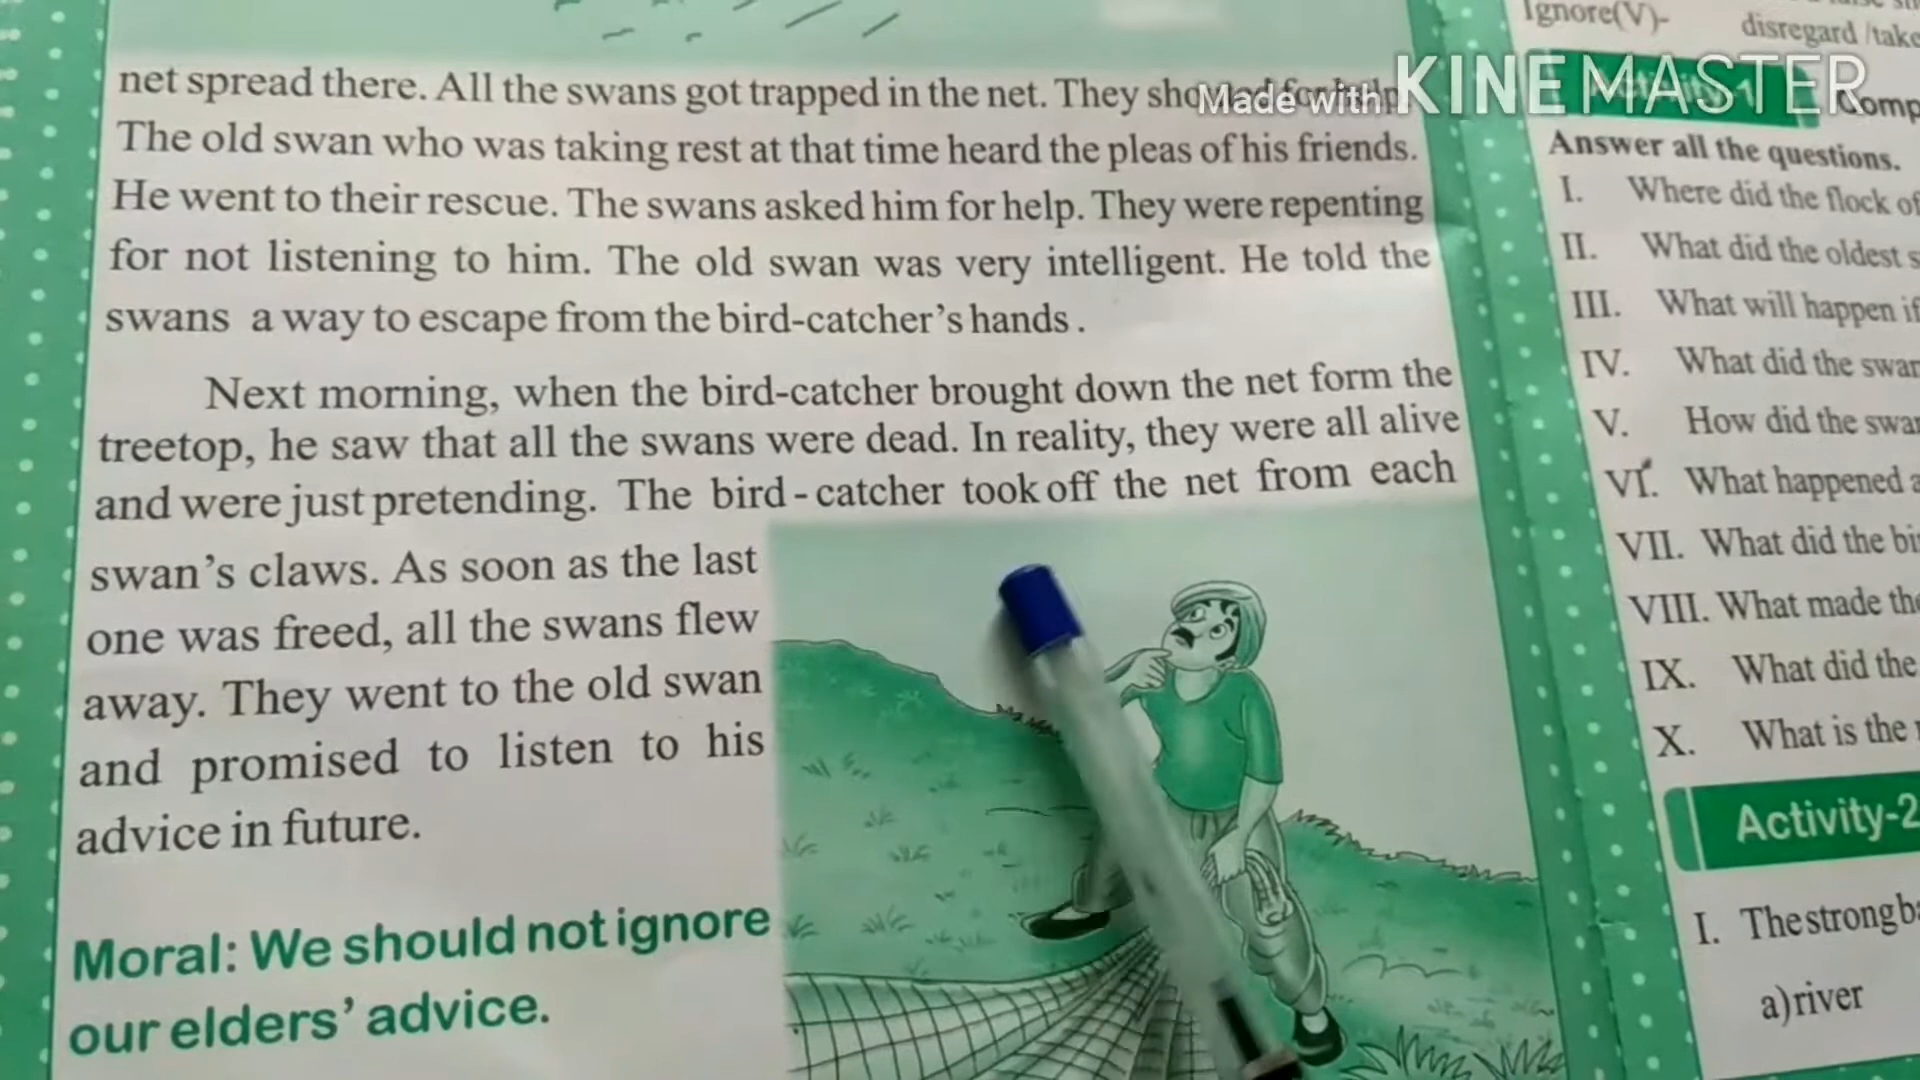 net spread there. All the swans got trapped in the net. They
The old swan who was taking rest at that time heard the pleas of his friends.
He went to their rescue. The swans asked him for help. They were repenting
for not listening to him. The old swan was very intelligent. He told the
swans a way to escape from the bird-catcher's hands.
Next morning, when the bird-catcher brought down the net form the
treetop, he saw that all the swans were dead. In reality, they were all alive
and were just pretending. The bird-catcher took off the net from each
swan's claws. As soon as the last
one was freed, all the swans flew
away. They went to the old swan
and promised to listen to his
advice in future.
Moral: We should not ignore
our elders' advice.
Made with KINEMASTER
Ignore(V)- disregard /take
Answer all the questions.
I. Where did the flock of
II. What did the oldest
III. What will happen if
IV. What did the
V. How did the
VI. What happened
VII. What did the
VIII. What made
IX. What did the
X. What is the
Activity-2
I. The strong
a) river